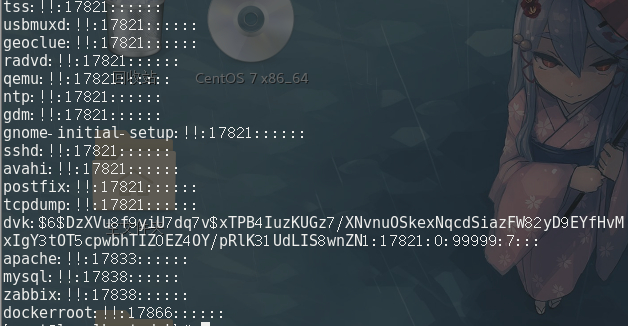 tss:!!:17821::::::
usbmuxd:!!:17821::::::
geoclue:!!:17821::::::
radvd:!!:17821::::::
qemu:!!:17821::::::
CentOS 7 x86_64
ntp:!!:17821::::::
gdm:!!:17821::::::
gnome-initial-setup:!!:17821::::::
sshd:!!:17821::::::
avahi:!!:17821::::::
postfix:!!:17821::::::
tcpdump:!!:17821::::::
dvk:$6$DzXVu8f9yiU7dq7v$xTPB4IuzKUGz7/XNvnuOSkexNqcdSiazFW82yD9EYfHvM
xIgY3tOT5cpwbhTIZ0EZ4OY/pRlK31UdLIS8wnZN1:17821:0:99999:7:::
apache:!!:17833::::::
mysql:!!:17838::::::
zabbix:!!:17838::::::
dockerroot:!!:17866::::::